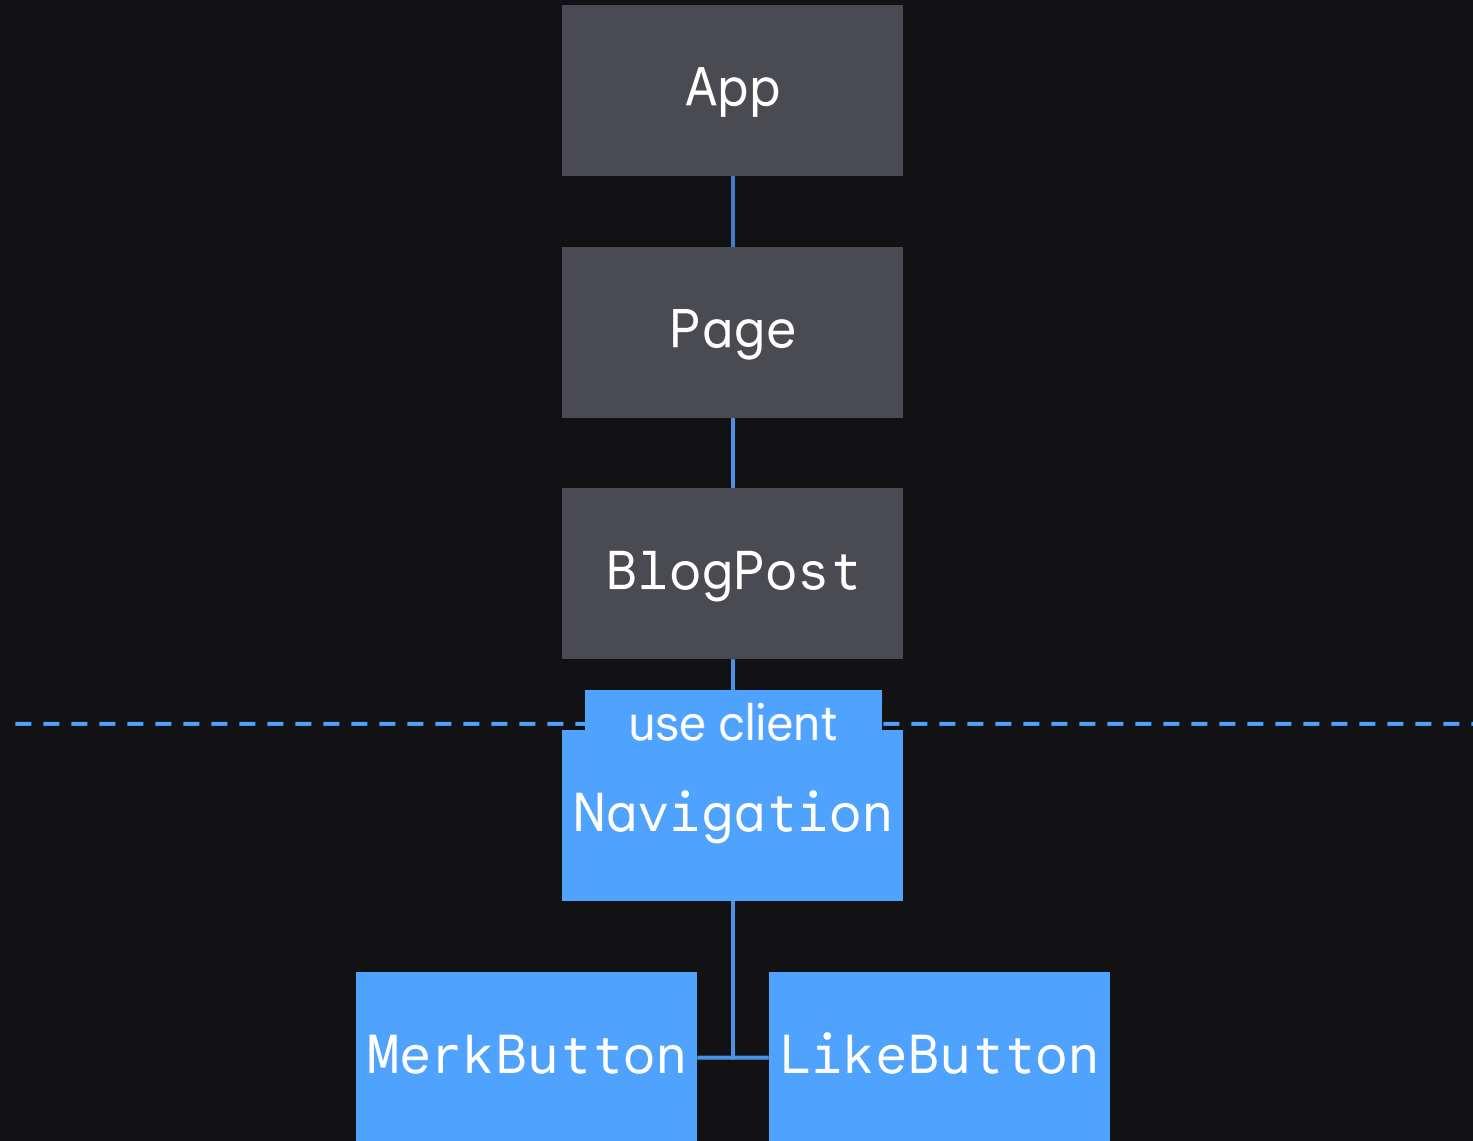 App
Page
BlogPost
use client
Navigation
MerkButton
LikeButton